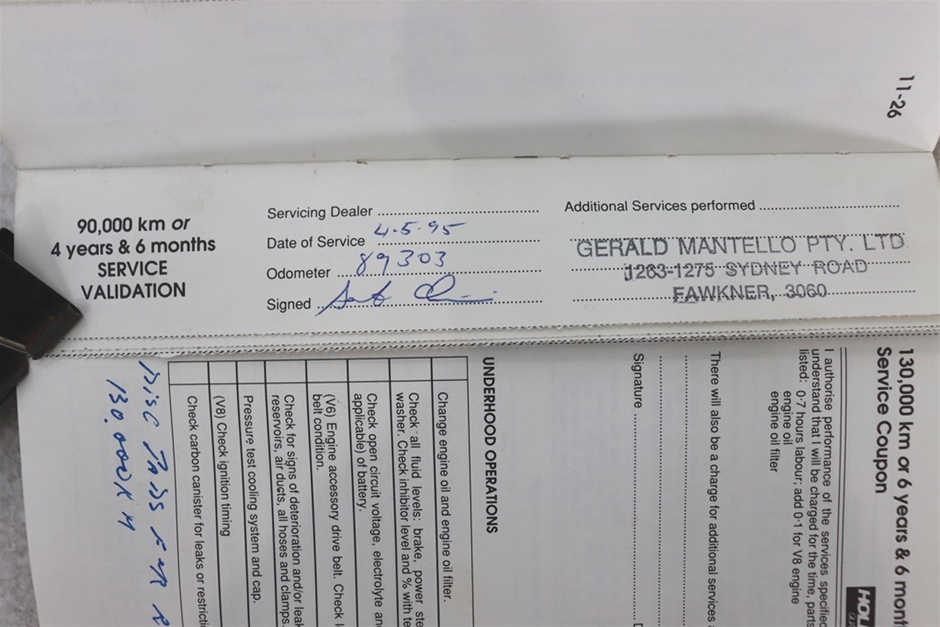 11-26
90,000 km or
4 years & 6 months
SERVICE
VALIDATION
Servicing Dealer
Date of Service 4.5.95
Odometer 89303
Signed
Additional Services performed
GERALD MANTELLO PTY. LTD
1263-1275 SYDNEY ROAD
FAWKNER, 3060
130,000 km or 6 years & 6 mont
Service Coupon
I authorise performance of the services specified
understand that I will be charged for the time, parts
listed: 0·7 hours labour; add 0·1 for V8 engine
engine oil
engine oil filter
HOL
There will also be a charge for additional services
Signature
UNDERHOOD OPERATIONS
Change engine oil and engine oil filter.
Check all fluid levels: brake, power ste
washer. Check inhibitor level and % with te
Check open circuit voltage, electrolyte an
applicable) of battery.
(V6) Engine accessory drive belt. Check
belt condition.
Check for signs of deterioration and/or leak
reservoirs, air ducts, all hoses and clamps.
Pressure test cooling system and cap.
(V8) Check ignition timing
Check carbon canister for leaks or restricti
DISC PADS
130.000KM